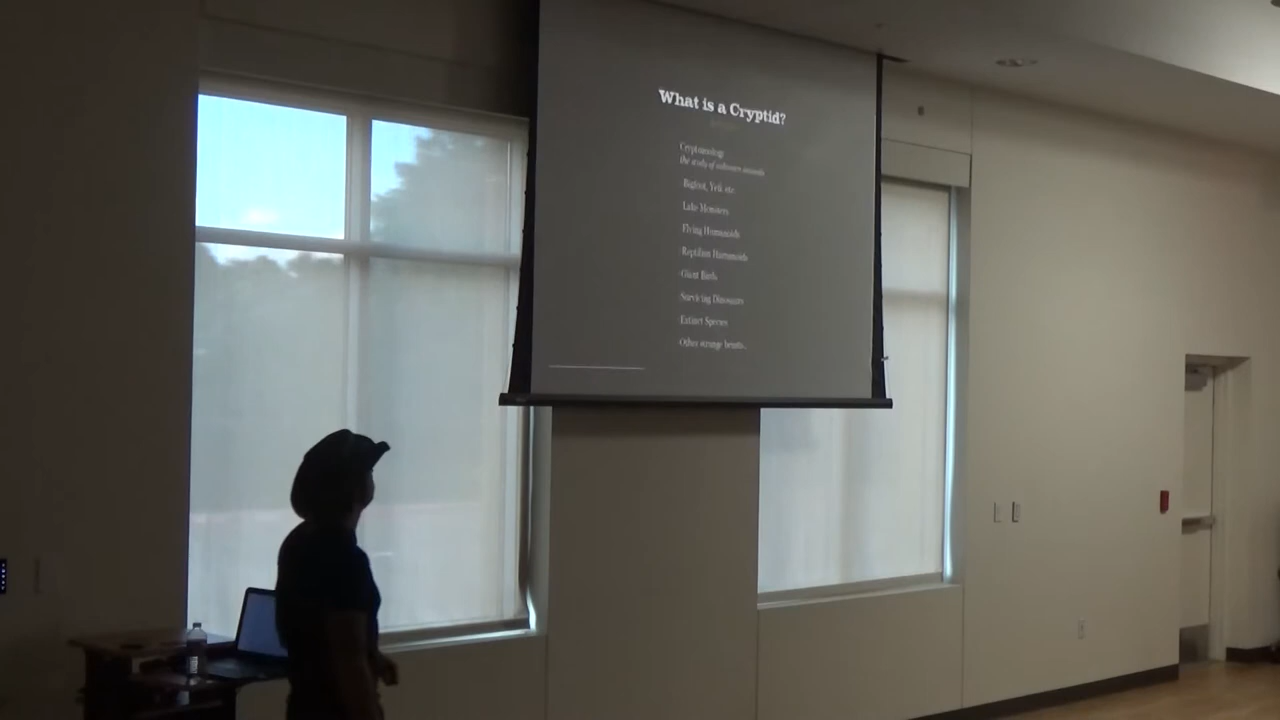 What is a Cryptid?
Cryptozoology
the study of unknown animals
Bigfoot, Yeti etc
Lake Monsters
Flying Humanoids
Reptilian Humanoids
Giant Birds
Surviving Dinosaurs
Extinct Species
Other strange beasts..